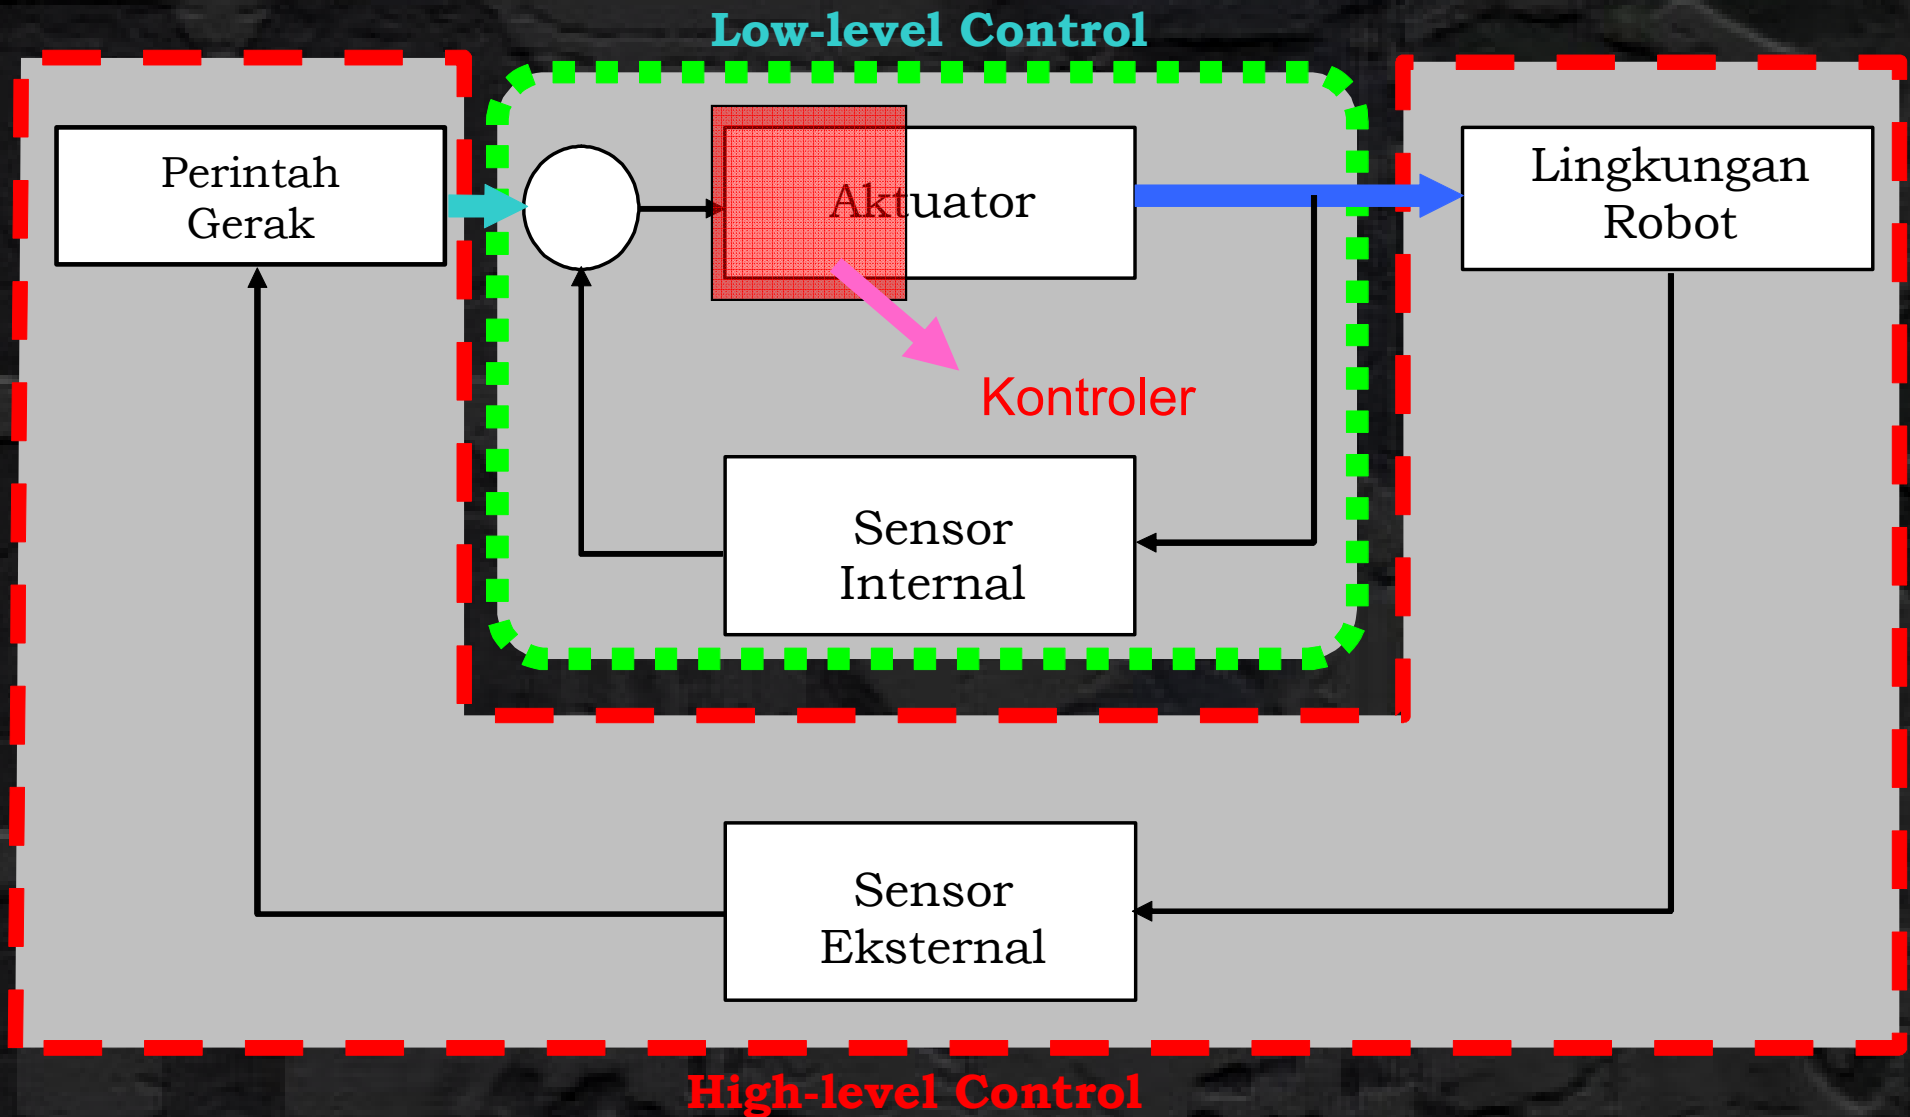 Low-level Control
Perintah
Gerak
Aktuator
Lingkungan
Robot
Kontroler
Sensor
Internal
Sensor
Eksternal
High-level Control